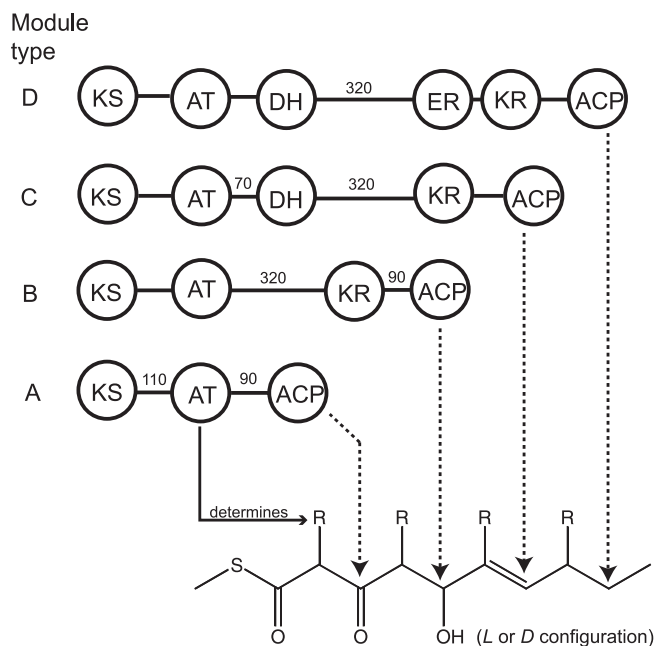 Module
type
D KS AT DH 320 ER KR ACP
C KS AT 70 DH 320 KR ACP
B KS AT 320 KR 90 ACP
A KS 110 AT 90 ACP
determines R R R R
S
O O OH (L or D configuration)